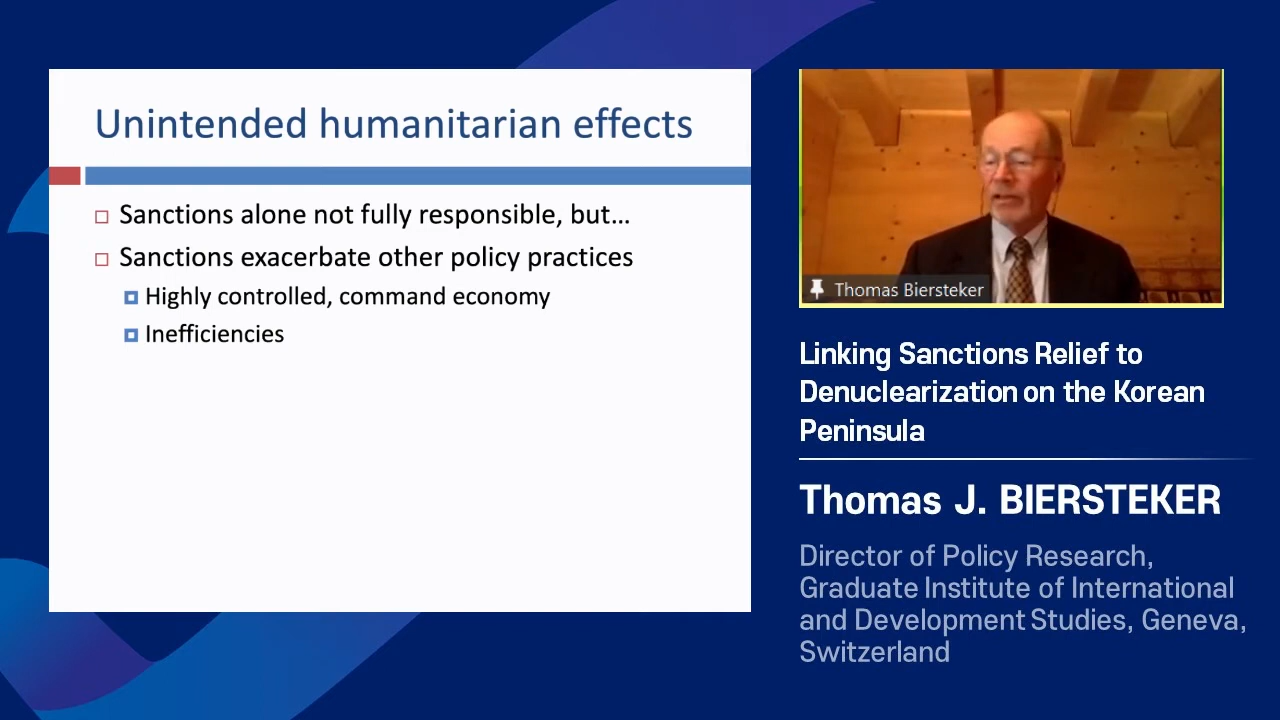 Unintended humanitarian effects
Sanctions alone not fully responsible, but...
Sanctions exacerbate other policy practices
Highly controlled, command economy
Inefficiencies
Thomas Biersteker
Linking Sanctions Relief to
Denuclearization on the Korean
Peninsula
Thomas J. BIERSTEKER
Director of Policy Research,
Graduate Institute of International
and Development Studies, Geneva,
Switzerland